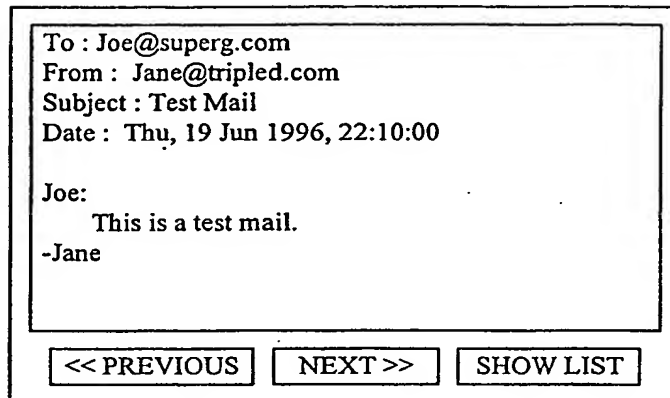 To : Joe@superg.com
From : Jane@tripled.com
Subject : Test Mail
Date : Thu, 19 Jun 1996, 22:10:00
Joe:
This is a test mail.
-Jane
<< PREVIOUS NEXT >> SHOW LIST